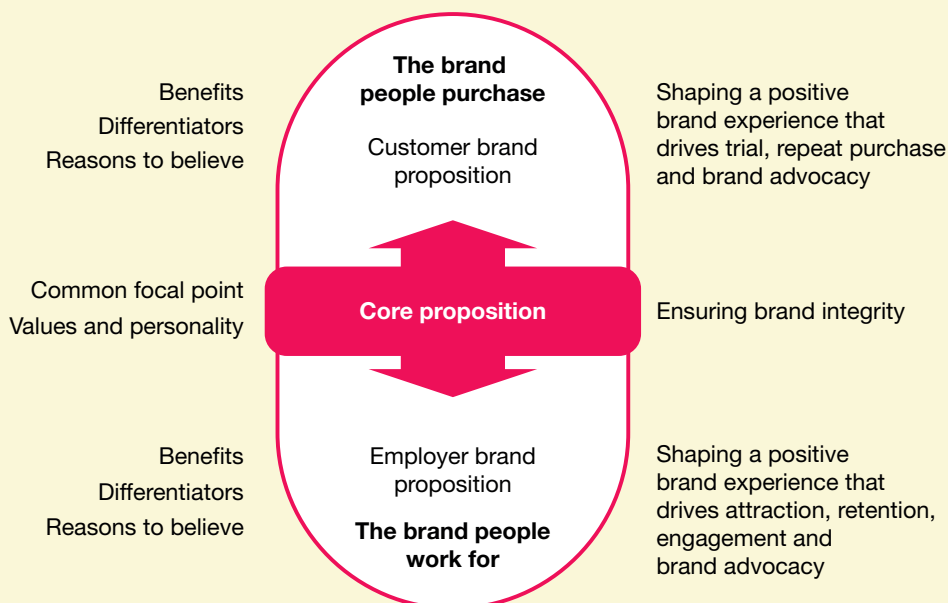 The brand
people purchase
Benefits
Differentiators
Reasons to believe
Customer brand
proposition
Shaping a positive
brand experience that
drives trial, repeat purchase
and brand advocacy
Common focal point
Values and personality
Core proposition
Ensuring brand integrity
Benefits
Differentiators
Reasons to believe
Employer brand
proposition
The brand people
work for
Shaping a positive
brand experience that
drives attraction, retention,
engagement and
brand advocacy